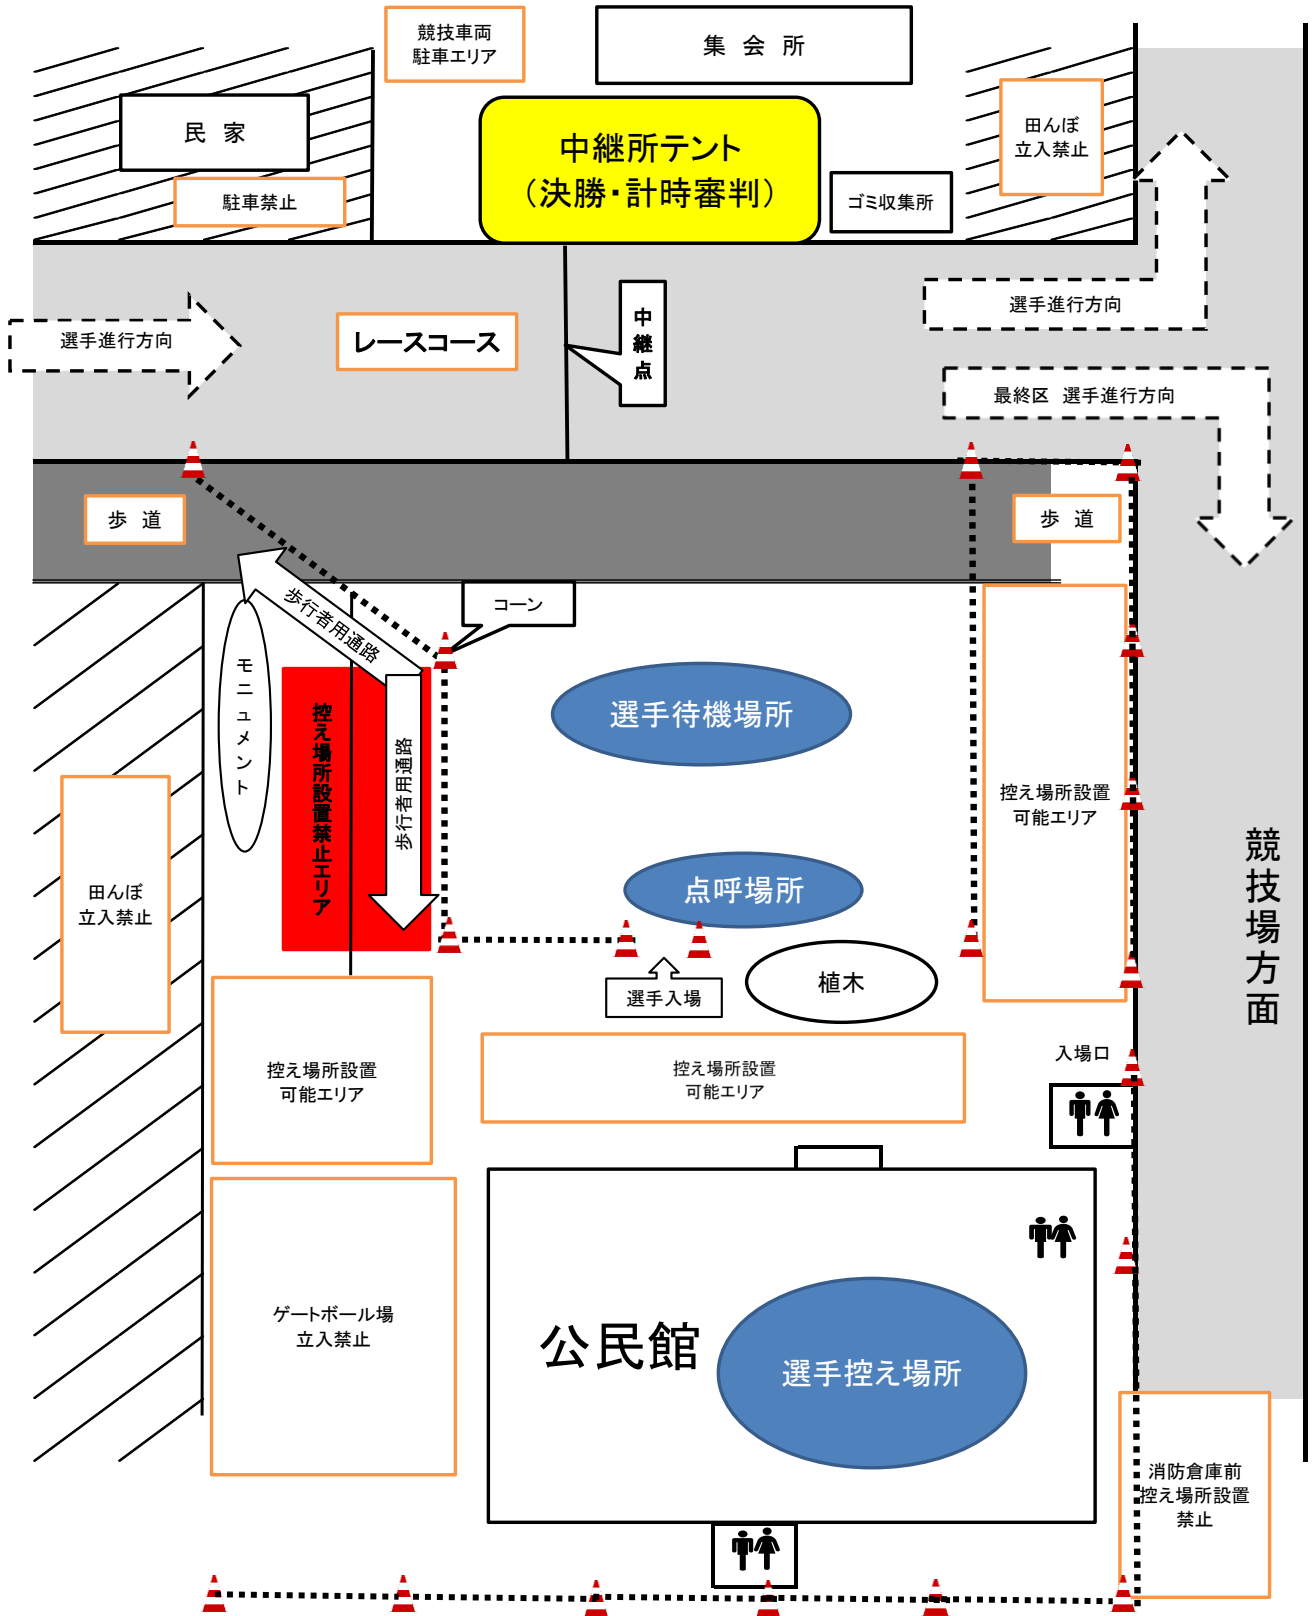 競技車両
駐車エリア
集　会　所
民　家
駐車禁止
中継所テント
（決勝・計時審判）
ゴミ収集所
田んぼ
立入禁止
選手進行方向
レースコース
中継点
選手進行方向
最終区　選手進行方向
歩　道
歩　道
コーン
歩行者用通路
モニュメント
控え場所設置禁止エリア
歩行者用通路
選手待機場所
控え場所設置
可能エリア
点呼場所
競技場方面
田んぼ
立入禁止
選手入場
植木
入場口
控え場所設置
可能エリア
控え場所設置
可能エリア
ゲートボール場
立入禁止
公民館
選手控え場所
消防倉庫前
控え場所設置
禁止